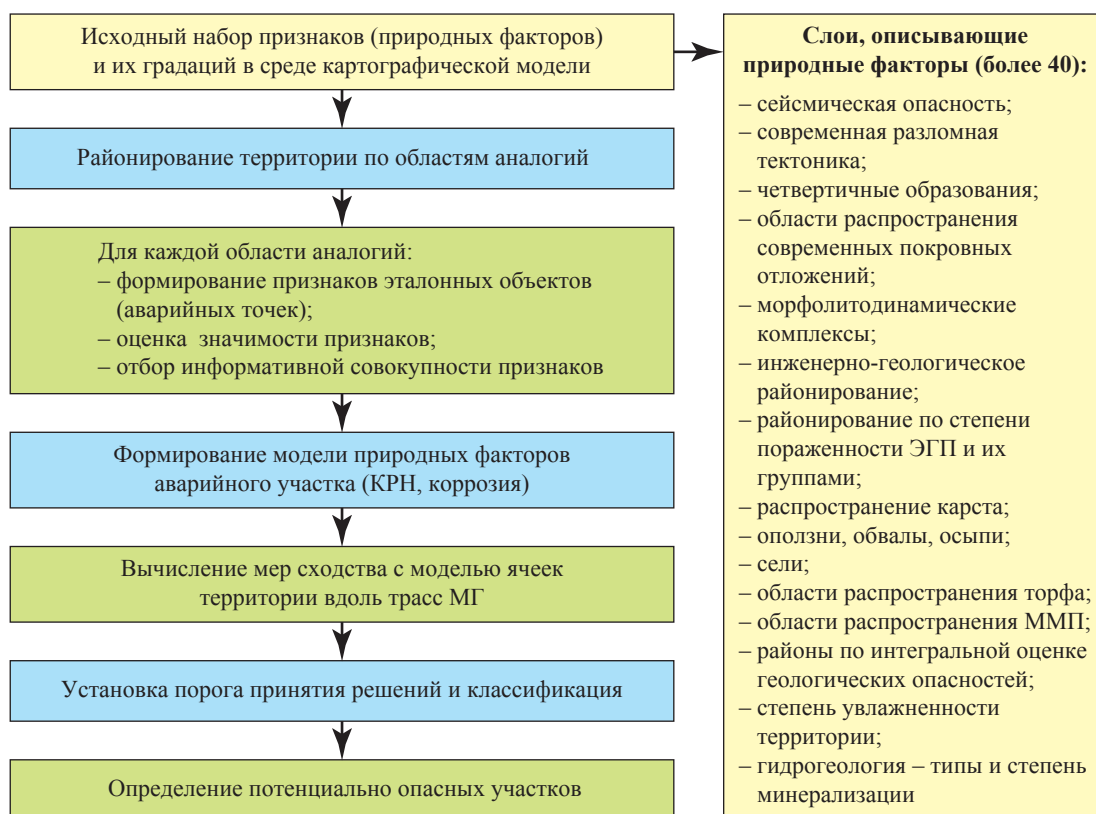 Исходный набор признаков (природных факторов)
и их градаций в среде картографической модели
Районирование территории по областям аналогий
Для каждой области аналогий:
– формирование признаков эталонных объектов
(аварийных точек);
– оценка значимости признаков;
– отбор информативной совокупности признаков
Формирование модели природных факторов
аварийного участка (КРН, коррозия)
Вычисление мер сходства с моделью ячеек
территории вдоль трасс МГ
Установка порога принятия решений и классификация
Определение потенциально опасных участков
Слои, описывающие
природные факторы (более 40):
– сейсмическая опасность;
– современная разломная
тектоника;
– четвертичные образования;
– области распространения
современных покровных
отложений;
– морфолитодинамические
комплексы;
– инженерно-геологическое
районирование;
– районирование по степени
пораженности ЭГП и их
группами;
– распространение карста;
– оползни, обвалы, осыпи;
– сели;
– области распространения торфа;
– области распространения ММП;
– районы по интегральной оценке
геологических опасностей;
– степень увлажненности
территории;
– гидрогеология – типы и степень
минерализации